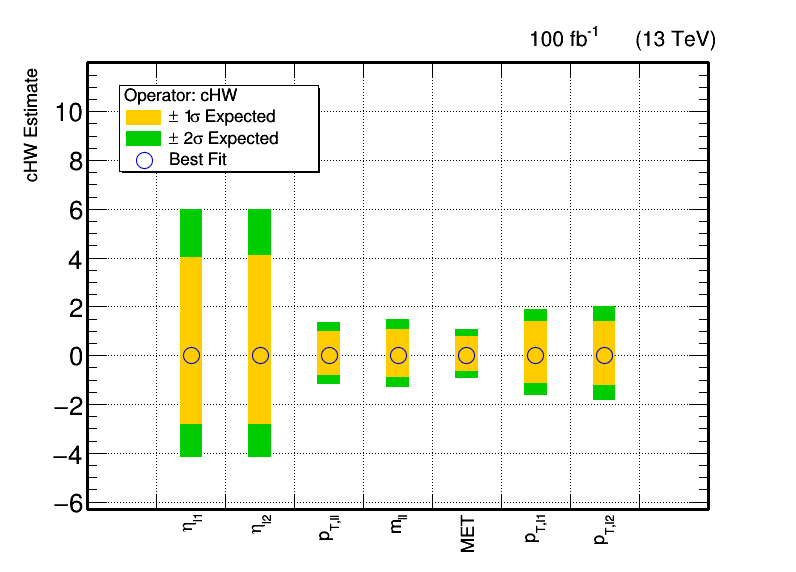 100 fb-1 (13 TeV)
cHW Estimate
Operator: cHW
± 1σ Expected
± 2σ Expected
Best Fit
10
8
6
4
2
0
−2
−4
−6
ηl1
ηl2
pT,ll
mll
MET
pT,l1
pT,l2